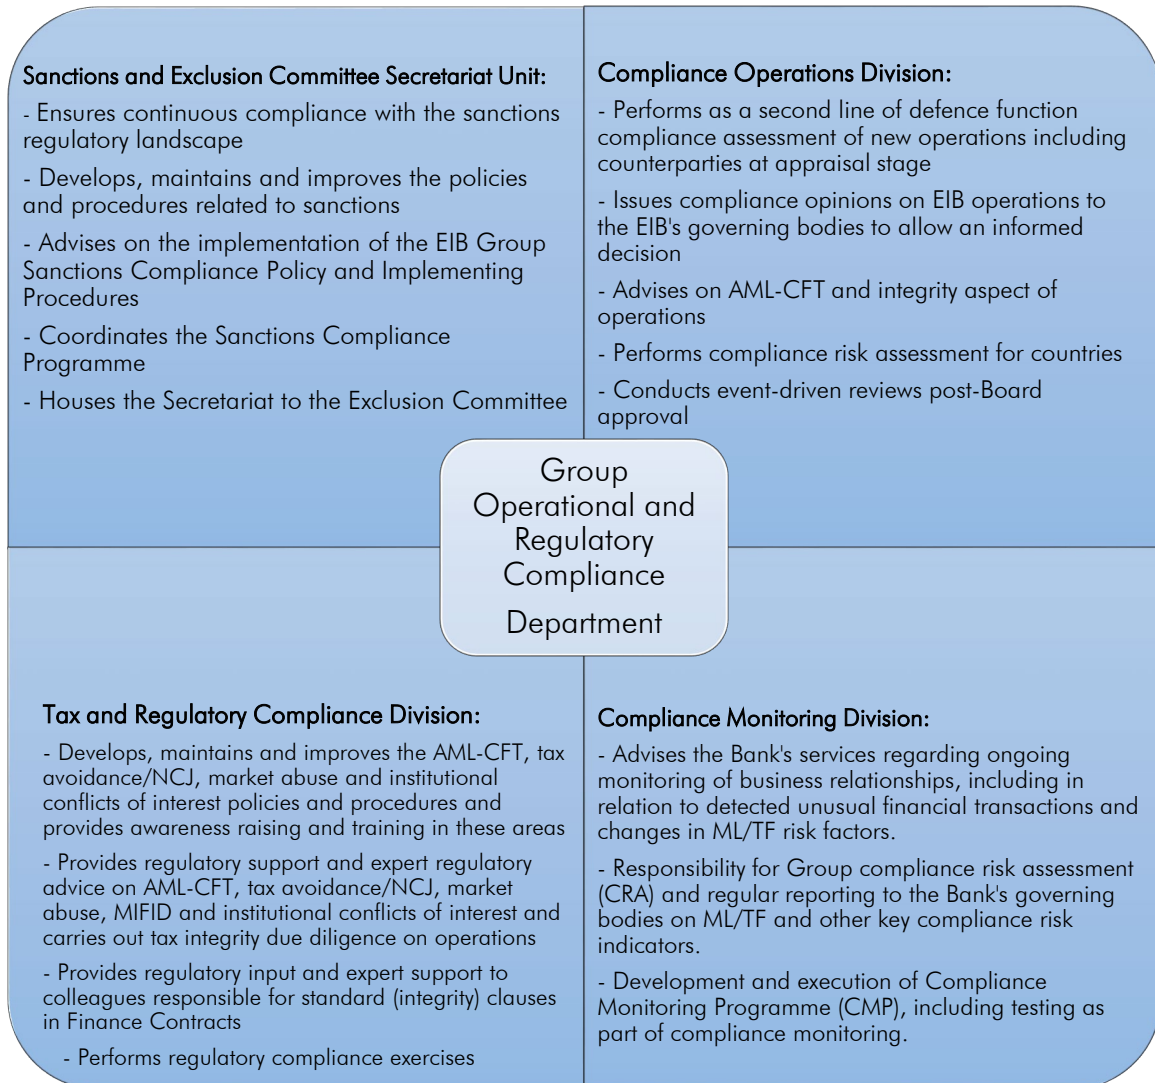 Sanctions and Exclusion Committee Secretariat Unit:
- Ensures continuous compliance with the sanctions
regulatory landscape
- Develops, maintains and improves the policies
and procedures related to sanctions
- Advises on the implementation of the EIB Group
Sanctions Compliance Policy and Implementing
Procedures
- Coordinates the Sanctions Compliance
Programme
- Houses the Secretariat to the Exclusion Committee
Compliance Operations Division:
- Performs as a second line of defence function
compliance assessment of new operations including
counterparties at appraisal stage
- Issues compliance opinions on EIB operations to
the EIB's governing bodies to allow an informed
decision
- Advises on AML-CFT and integrity aspect of
operations
- Performs compliance risk assessment for countries
- Conducts event-driven reviews post-Board
approval
Group
Operational and
Regulatory
Compliance
Department
Tax and Regulatory Compliance Division:
- Develops, maintains and improves the AML-CFT, tax
avoidance/NCJ, market abuse and institutional
conflicts of interest policies and procedures and
provides awareness raising and training in these areas
- Provides regulatory support and expert regulatory
advice on AML-CFT, tax avoidance/NCJ, market
abuse, MIFID and institutional conflicts of interest and
carries out tax integrity due diligence on operations
- Provides regulatory input and expert support to
colleagues responsible for standard (integrity) clauses
in Finance Contracts
- Performs regulatory compliance exercises
Compliance Monitoring Division:
- Advises the Bank's services regarding ongoing
monitoring of business relationships, including in
relation to detected unusual financial transactions and
changes in ML/TF risk factors.
- Responsibility for Group compliance risk assessment
(CRA) and regular reporting to the Bank's governing
bodies on ML/TF and other key compliance risk
indicators.
- Development and execution of Compliance
Monitoring Programme (CMP), including testing as
part of compliance monitoring.